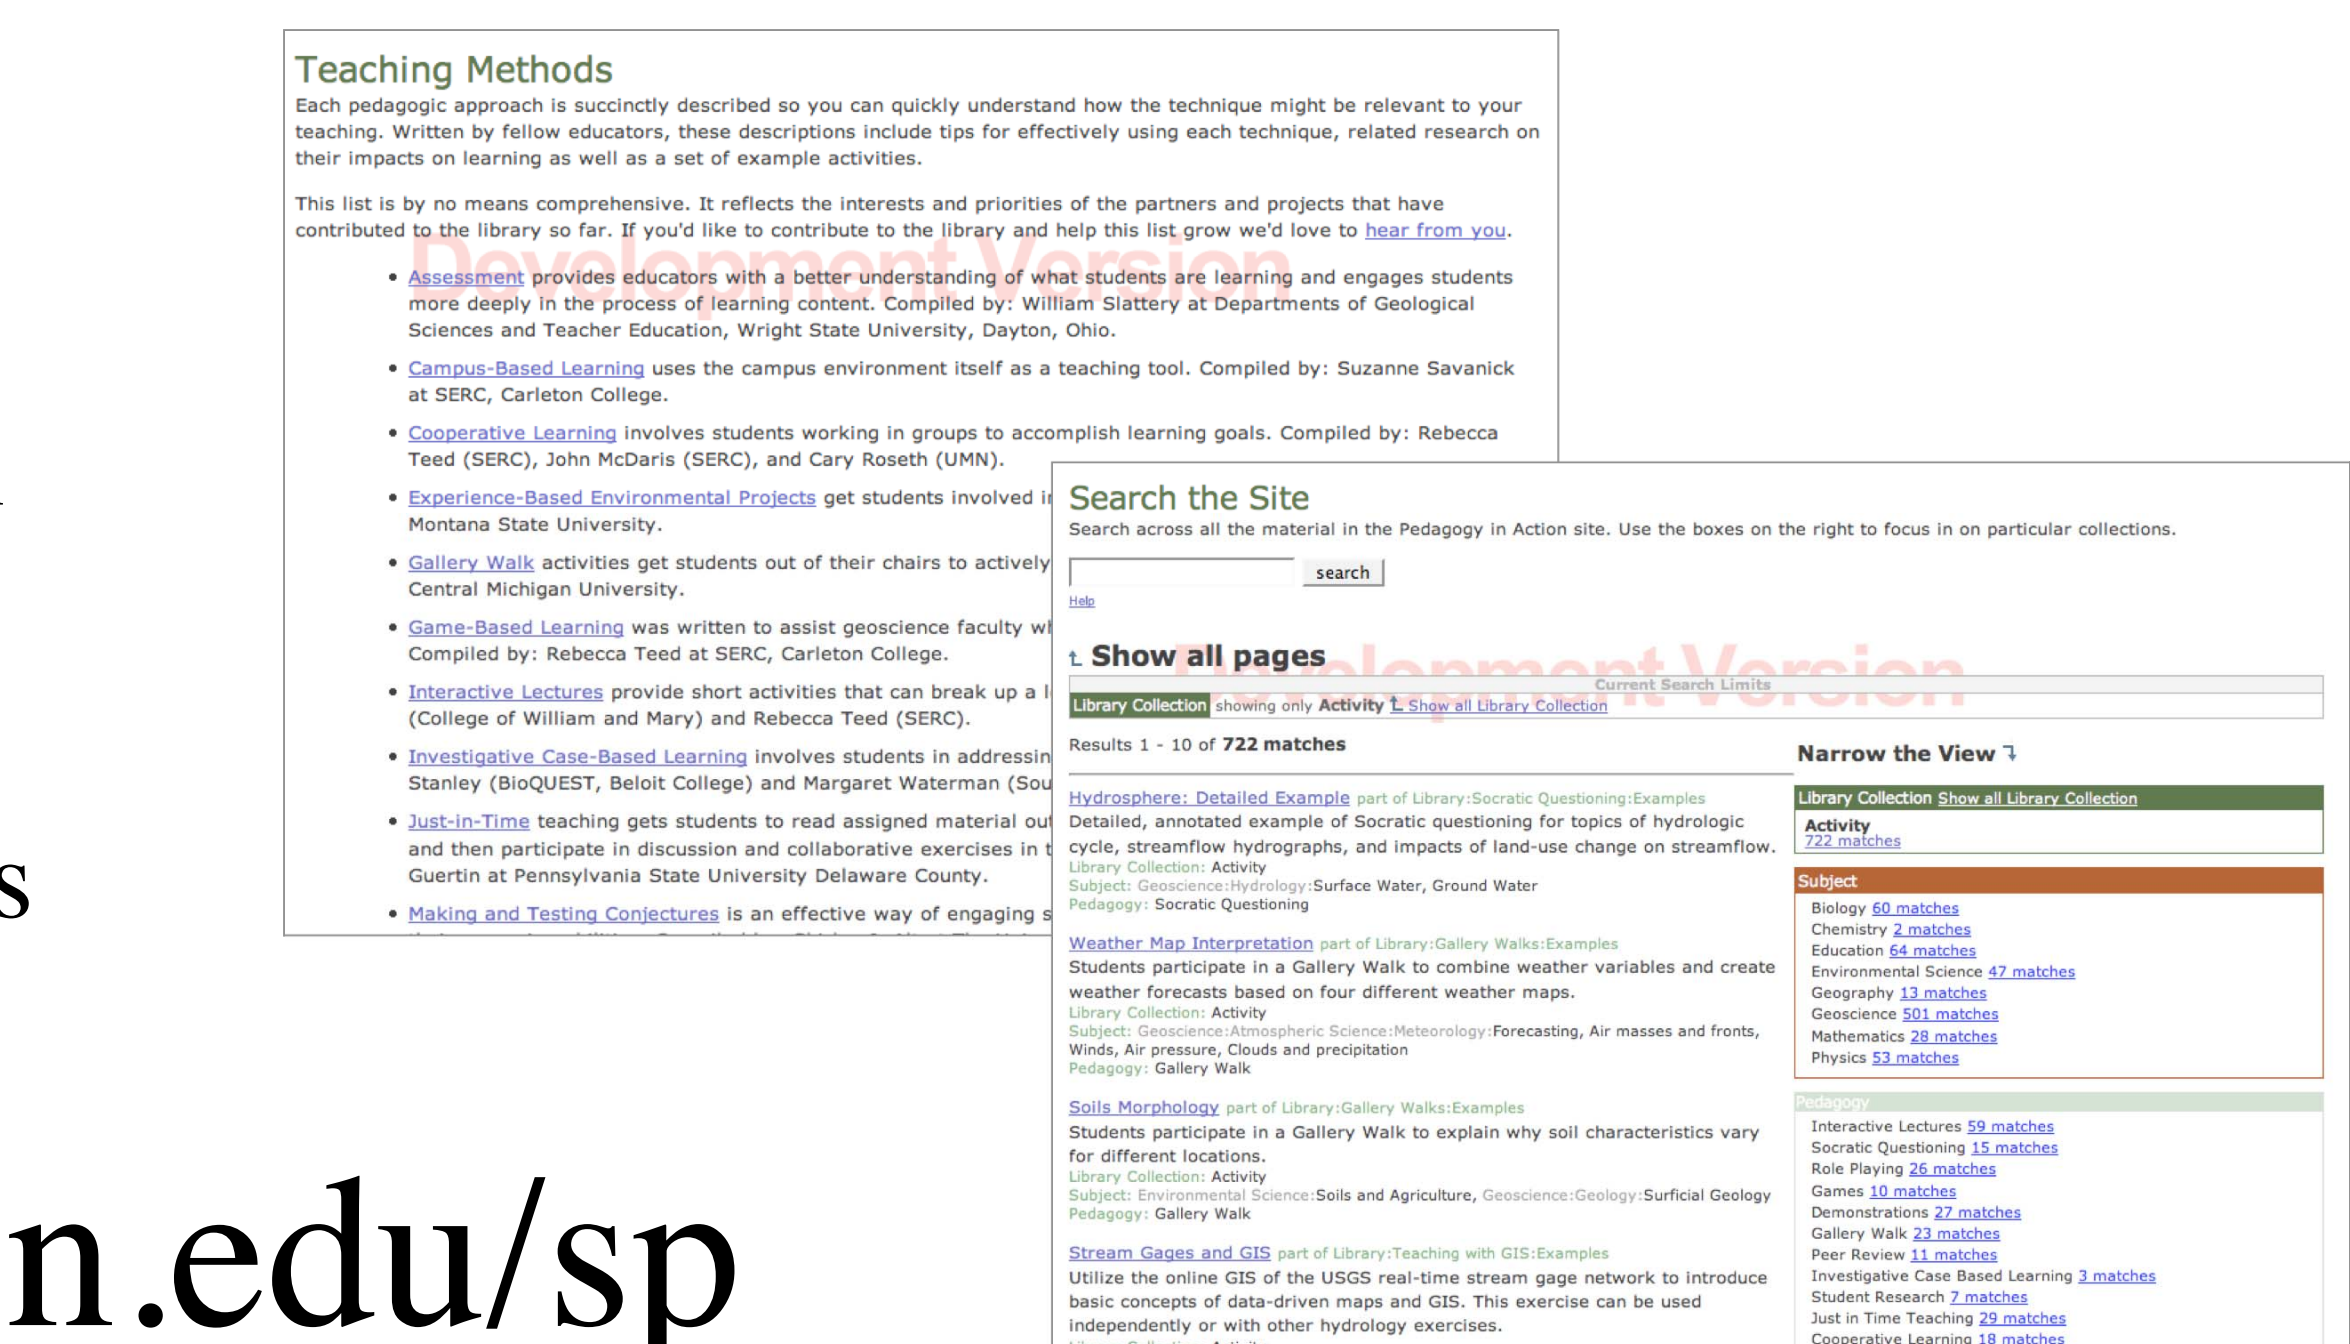 Teaching Methods
Each pedagogic approach is succinctly described so you can quickly understand how the technique might be relevant to your
teaching. Written by fellow educators, these descriptions include tips for effectively using each technique, related research on
their impacts on learning as well as a set of example activities.
This list is by no means comprehensive. It reflects the interests and priorities of the partners and projects that have
contributed to the library so far. If you'd like to contribute to the library and help this list grow we'd love to hear from you.
Development Version
• Assessment provides educators with a better understanding of what students are learning and engages students
more deeply in the process of learning content. Compiled by: William Slattery at Departments of Geological
Sciences and Teacher Education, Wright State University, Dayton, Ohio.
• Campus-Based Learning uses the campus environment itself as a teaching tool. Compiled by: Suzanne Savanick
at SERC, Carleton College.
• Cooperative Learning involves students working in groups to accomplish learning goals. Compiled by: Rebecca
Teed (SERC), John McDaris (SERC), and Cary Roseth (UMN).
• Experience-Based Environmental Projects get students involved in
Montana State University.
• Gallery Walk activities get students out of their chairs to actively
Central Michigan University.
• Game-Based Learning was written to assist geoscience faculty wh
Compiled by: Rebecca Teed at SERC, Carleton College.
• Interactive Lectures provide short activities that can break up a l
(College of William and Mary) and Rebecca Teed (SERC).
• Investigative Case-Based Learning involves students in addressin
Stanley (BioQUEST, Beloit College) and Margaret Waterman (Sou
• Just-in-Time teaching gets students to read assigned material out
and then participate in discussion and collaborative exercises in t
Guertin at Pennsylvania State University Delaware County.
• Making and Testing Conjectures is an effective way of engaging s
Search the Site
Search across all the material in the Pedagogy in Action site. Use the boxes on the right to focus in on particular collections.
search
Help
Show all pages
Development Version
Current Search Limits
Library Collection showing only Activity Show all Library Collection
Results 1 - 10 of 722 matches
Hydrosphere: Detailed Example part of Library:Socratic Questioning:Examples
Detailed, annotated example of Socratic questioning for topics of hydrologic
cycle, streamflow hydrographs, and impacts of land-use change on streamflow.
Library Collection: Activity
Subject: Geoscience:Hydrology:Surface Water, Ground Water
Pedagogy: Socratic Questioning
Weather Map Interpretation part of Library:Gallery Walks:Examples
Students participate in a Gallery Walk to combine weather variables and create
weather forecasts based on four different weather maps.
Library Collection: Activity
Subject: Geoscience:Atmospheric Science:Meteorology:Forecasting, Air masses and fronts,
Winds, Air pressure, Clouds and precipitation
Pedagogy: Gallery Walk
Soils Morphology part of Library:Gallery Walks:Examples
Students participate in a Gallery Walk to explain why soil characteristics vary
for different locations.
Library Collection: Activity
Subject: Environmental Science:Soils and Agriculture, Geoscience:Geology:Surficial Geology
Pedagogy: Gallery Walk
Stream Gages and GIS part of Library:Teaching with GIS:Examples
Utilize the online GIS of the USGS real-time stream gage network to introduce
basic concepts of data-driven maps and GIS. This exercise can be used
independently or with other hydrology exercises.
Narrow the View
Library Collection Show all Library Collection
Activity
722 matches
Subject
Biology 60 matches
Chemistry 2 matches
Education 64 matches
Environmental Science 47 matches
Geography 13 matches
Geoscience 501 matches
Mathematics 28 matches
Physics 53 matches
Pedagogy
Interactive Lectures 59 matches
Socratic Questioning 15 matches
Role Playing 26 matches
Games 10 matches
Demonstrations 27 matches
Gallery Walk 23 matches
Peer Review 11 matches
Investigative Case Based Learning 3 matches
Student Research 7 matches
Just in Time Teaching 29 matches
Cooperative Learning 18 matches
s
n.edu/sp